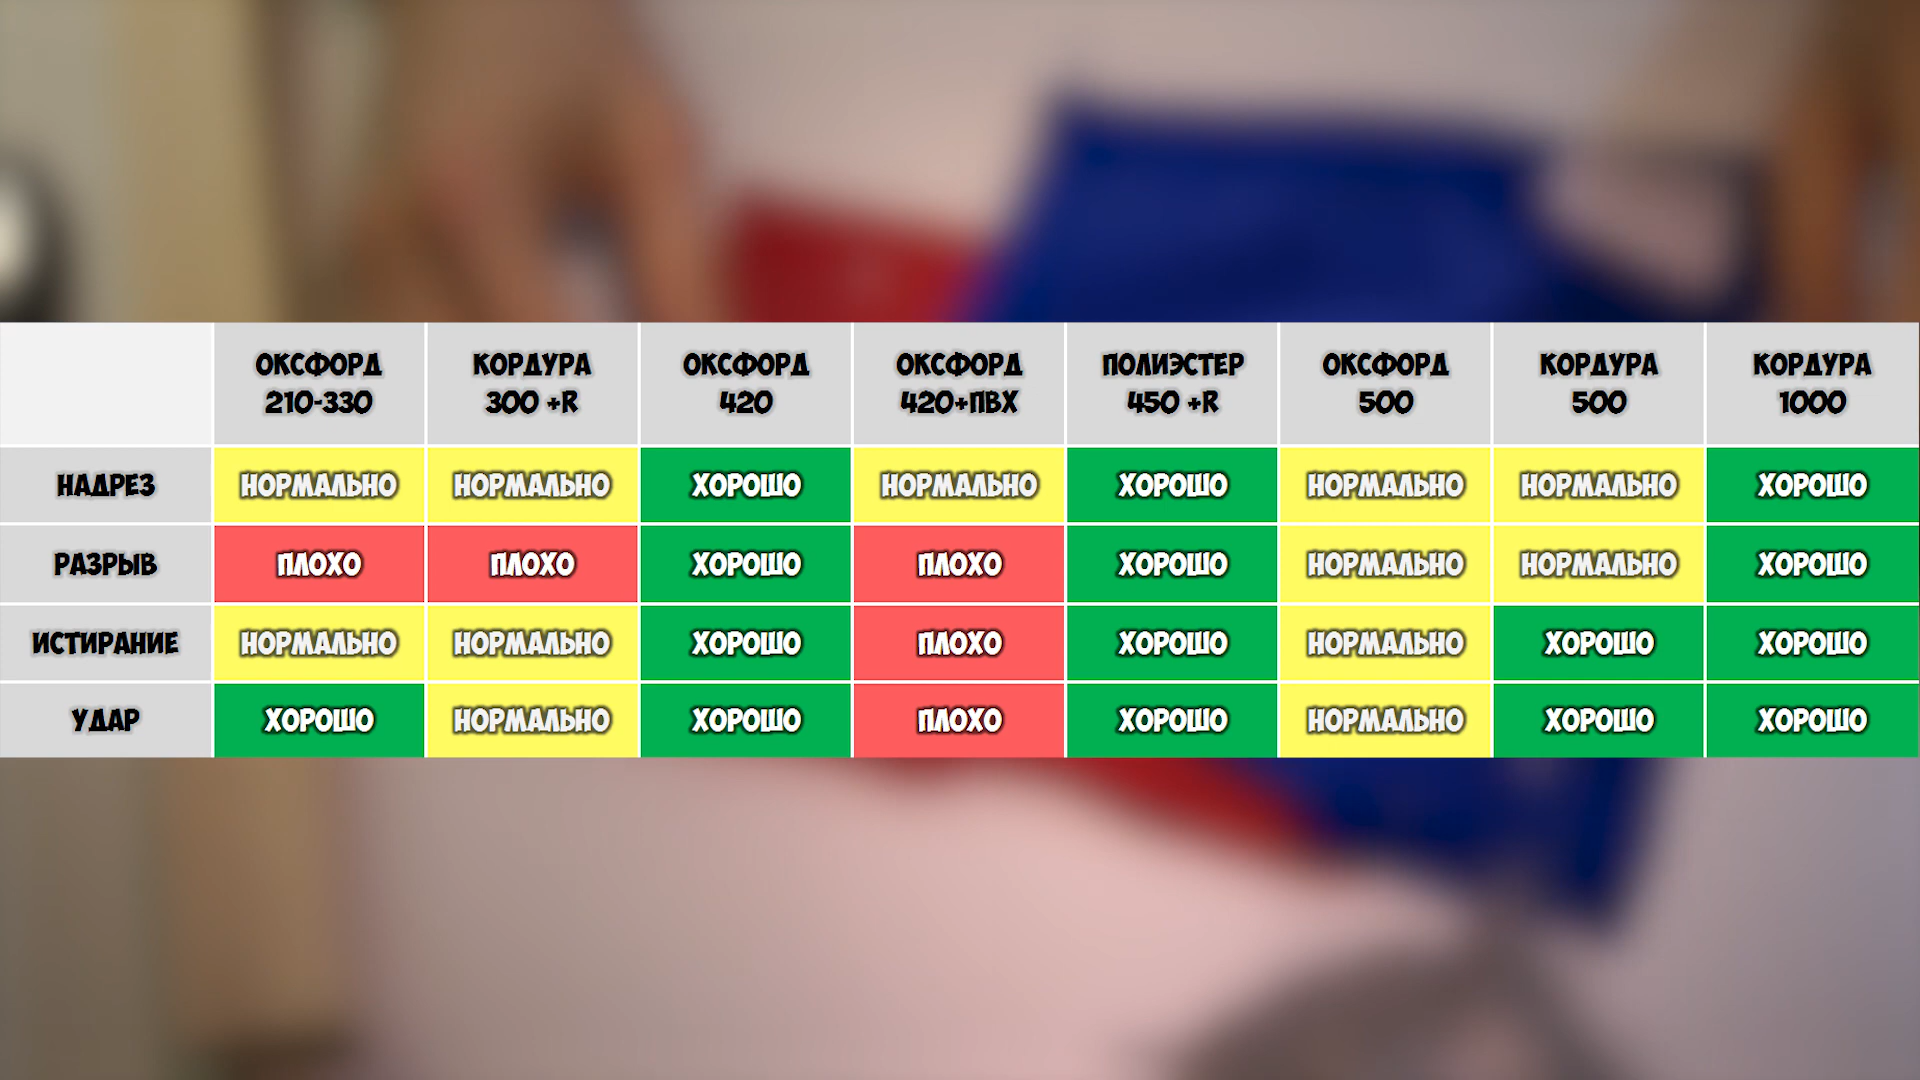 ОКСФОРД 210-330
КОРДУРА 300 +R
ОКСФОРД 420
ОКСФОРД 420+ПВХ
ПОЛИЭСТЕР 450 +R
ОКСФОРД 500
КОРДУРА 500
КОРДУРА 1000
НАДРЕЗ НОРМАЛЬНО НОРМАЛЬНО ХОРОШО НОРМАЛЬНО ХОРОШО НОРМАЛЬНО НОРМАЛЬНО ХОРОШО
РАЗРЫВ ПЛОХО ПЛОХО ХОРОШО ПЛОХО ХОРОШО НОРМАЛЬНО НОРМАЛЬНО ХОРОШО
ИСТИРАНИЕ НОРМАЛЬНО НОРМАЛЬНО ХОРОШО ПЛОХО ХОРОШО НОРМАЛЬНО ХОРОШО ХОРОШО
УДАР ХОРОШО НОРМАЛЬНО ХОРОШО ПЛОХО ХОРОШО НОРМАЛЬНО ХОРОШО ХОРОШО